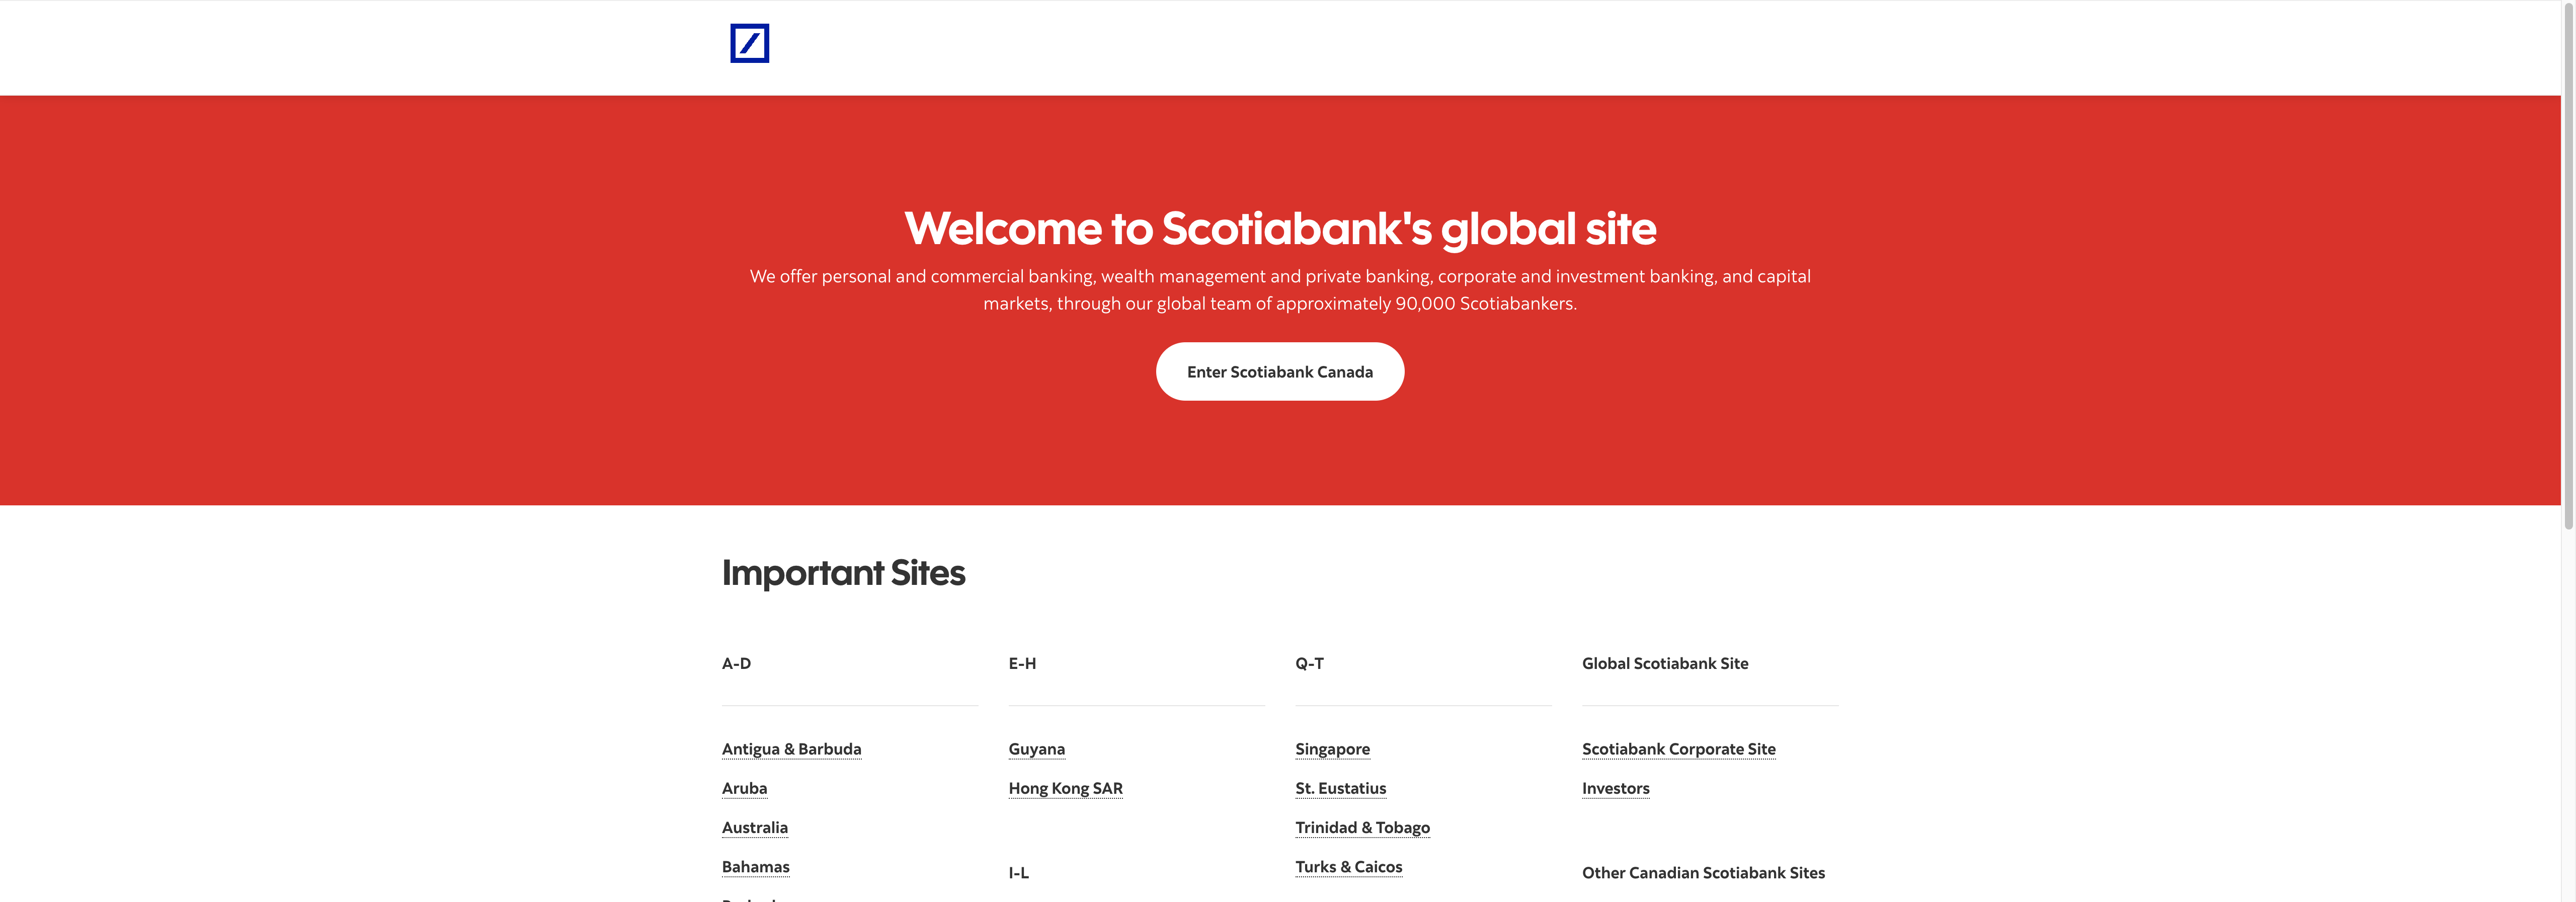 Welcome to Scotiabank's global site
We offer personal and commercial banking, wealth management and private banking, corporate and investment banking, and capital
markets, through our global team of approximately 90,000 Scotiabankers.
Enter Scotiabank Canada
Important Sites
A-D
Antigua & Barbuda
Aruba
Australia
Bahamas
E-H
Guyana
Hong Kong SAR
I-L
Q-T
Singapore
St. Eustatius
Trinidad & Tobago
Turks & Caicos
Global Scotiabank Site
Scotiabank Corporate Site
Investors
Other Canadian Scotiabank Sites